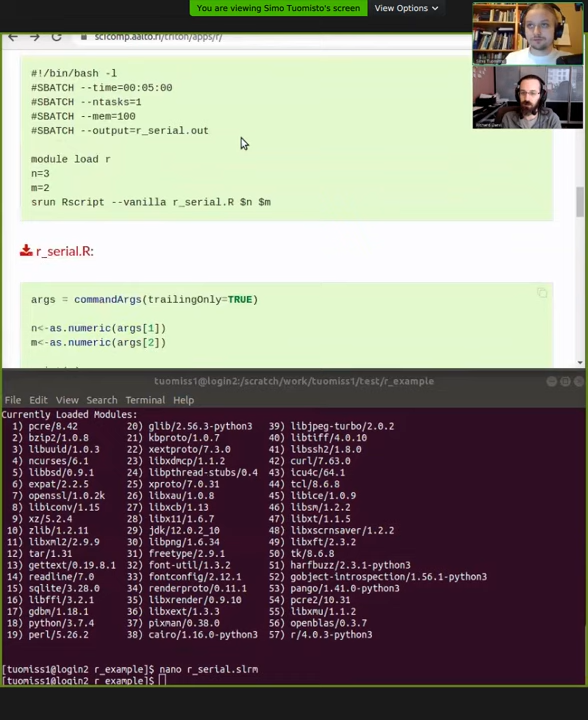 You are viewing Simo Tuomisto's screen
View Options
scicomp.aalto.fi/triton/apps/r/
#!/bin/bash -l
#SBATCH --time=00:05:00
#SBATCH --ntasks=1
#SBATCH --mem=100
#SBATCH --output=r_serial.out
module load r
n=3
m=2
srun Rscript --vanilla r_serial.R $n $m
r_serial.R:
args = commandArgs(trailingOnly=TRUE)
n<-as.numeric(args[1])
m<-as.numeric(args[2])
tuomiss1@login2:/scratch/work/tuomiss1/test/r_example
File Edit View Search Terminal Help
Currently Loaded Modules:
1) pcre/8.42 20) glib/2.56.3-python3 39) libjpeg-turbo/2.0.2
2) bzip2/1.0.8 21) kbproto/1.0.7 40) libtiff/4.0.10
3) libuuid/1.0.3 22) xextproto/7.3.0 41) libssh2/1.8.0
4) ncurses/6.1 23) libxdmcp/1.1.2 42) curl/7.63.0
5) libbsd/0.9.1 24) libpthread-stubs/0.4 43) icu4c/64.1
6) expat/2.2.5 25) xproto/7.0.31 44) tcl/8.6.8
7) openssl/1.0.2k 26) libxau/1.0.8 45) libice/1.0.9
8) libiconv/1.15 27) libxcb/1.13 46) libsm/1.2.2
9) xz/5.2.4 28) libx11/1.6.7 47) libxt/1.1.5
10) zlib/1.2.11 29) jdk/12.0.2_10 48) libxscrnsaver/1.2.2
11) libxml2/2.9.9 30) libpng/1.6.34 49) libxft/2.3.2
12) tar/1.31 31) freetype/2.9.1 50) tk/8.6.8
13) gettext/0.19.8.1 32) font-util/1.3.2 51) harfbuzz/2.3.1-python3
14) readline/7.0 33) fontconfig/2.12.1 52) gobject-introspection/1.56.1-python3
15) sqlite/3.28.0 34) renderproto/0.11.1 53) pango/1.41.0-python3
16) libffi/3.2.1 35) libxrender/0.9.10 54) pcre2/10.31
17) gdbm/1.18.1 36) libxext/1.3.3 55) libxmu/1.1.2
18) python/3.7.4 37) pixman/0.38.0 56) openblas/0.3.7
19) perl/5.26.2 38) cairo/1.16.0-python3 57) r/4.0.3-python3
[tuomiss1@login2 r_example]$ nano r_serial.slrm
[tuomiss1@login2 r_example]$